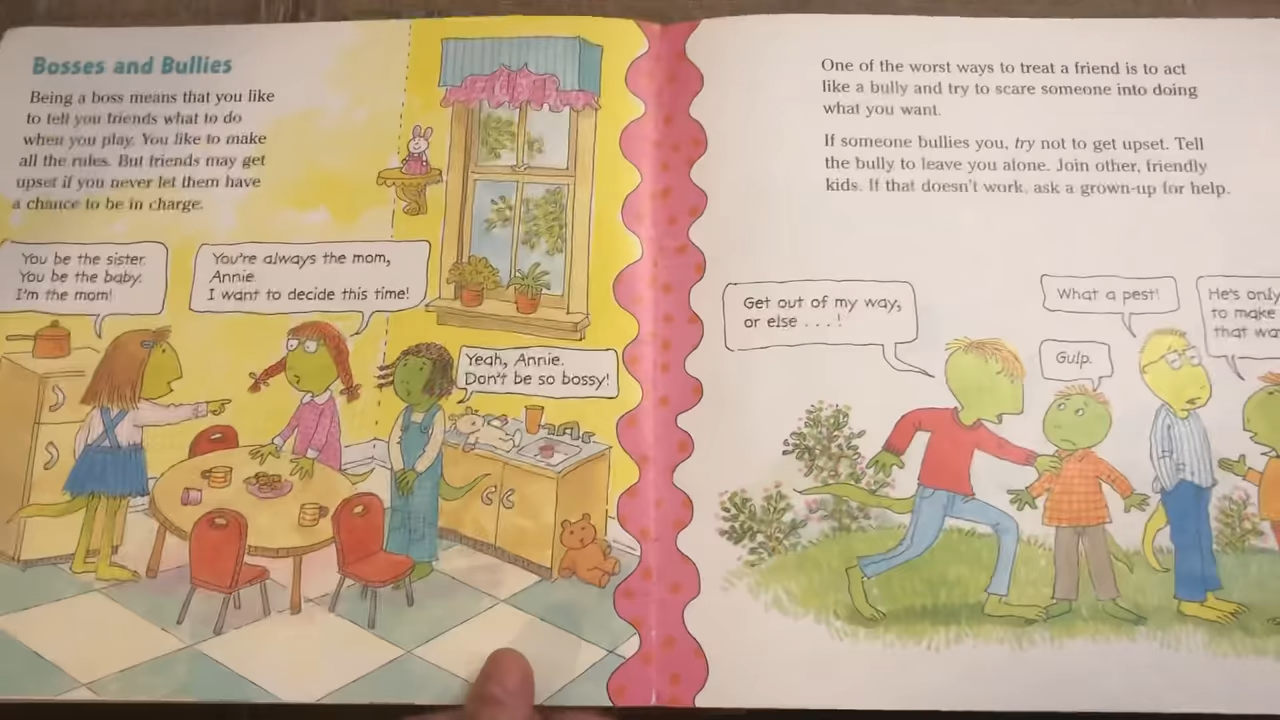 Bosses and Bullies
Being a boss means that you like
to tell you friends what to do
when you play. You like to make
all the rules. But friends may get
upset if you never let them have
a chance to be in charge.
You be the sister.
You be the baby.
I'm the mom!
You're always the mom,
Annie.
I want to decide this time!
Yeah, Annie.
Don't be so bossy!
One of the worst ways to treat a friend is to act
like a bully and try to scare someone into doing
what you want.
If someone bullies you, try not to get upset. Tell
the bully to leave you alone. Join other, friendly
kids. If that doesn't work, ask a grown-up for help.
Get out of my way,
or else . . . !
Gulp.
What a pest!
He's only
to make
that wa